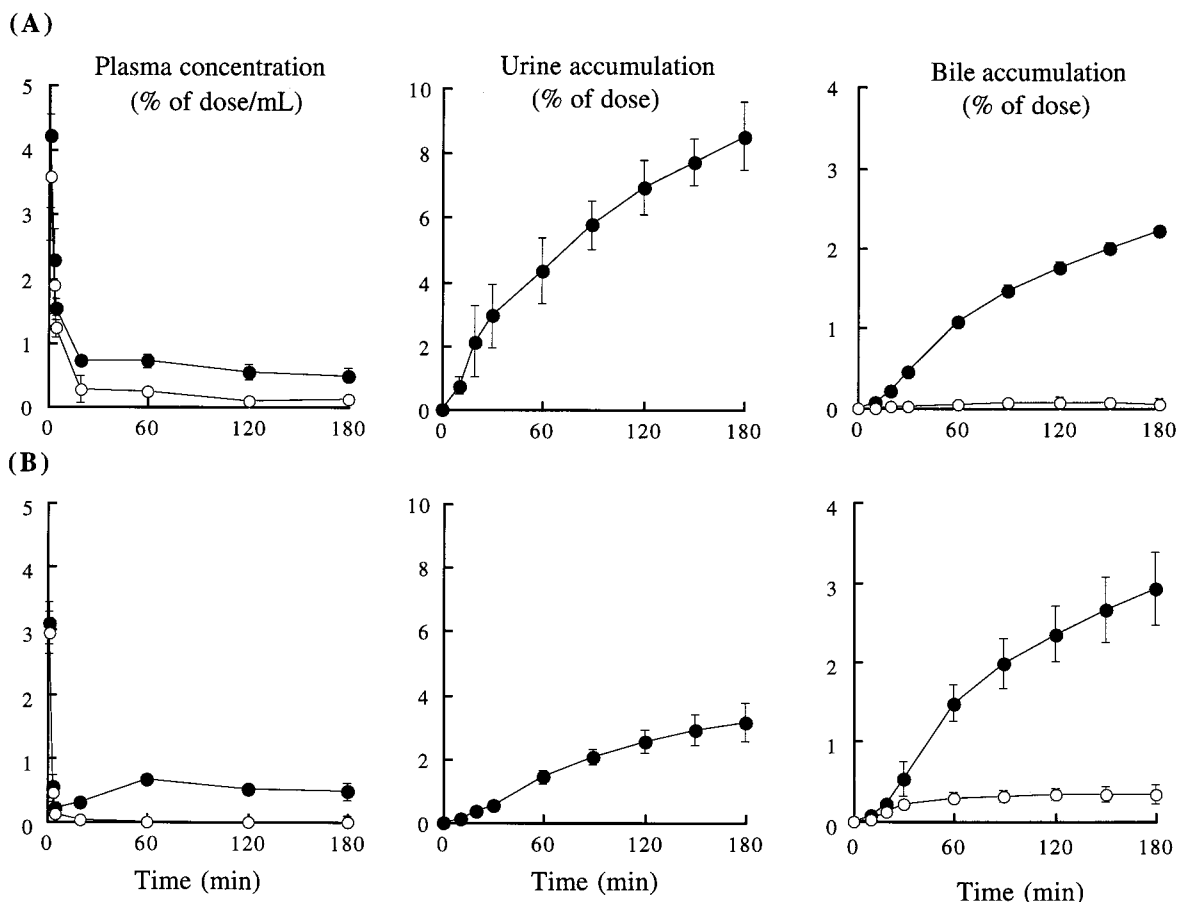 (A)
Plasma concentration
(% of dose/mL)
Urine accumulation
(% of dose)
Bile accumulation
(% of dose)
5
4
3
2
1
0
0 60 120 180
10
8
6
4
2
0
0 60 120 180
4
3
2
1
0
0 60 120 180
(B)
5
4
3
2
1
0
0 60 120 180
Time (min)
10
8
6
4
2
0
0 60 120 180
Time (min)
4
3
2
1
0
0 60 120 180
Time (min)